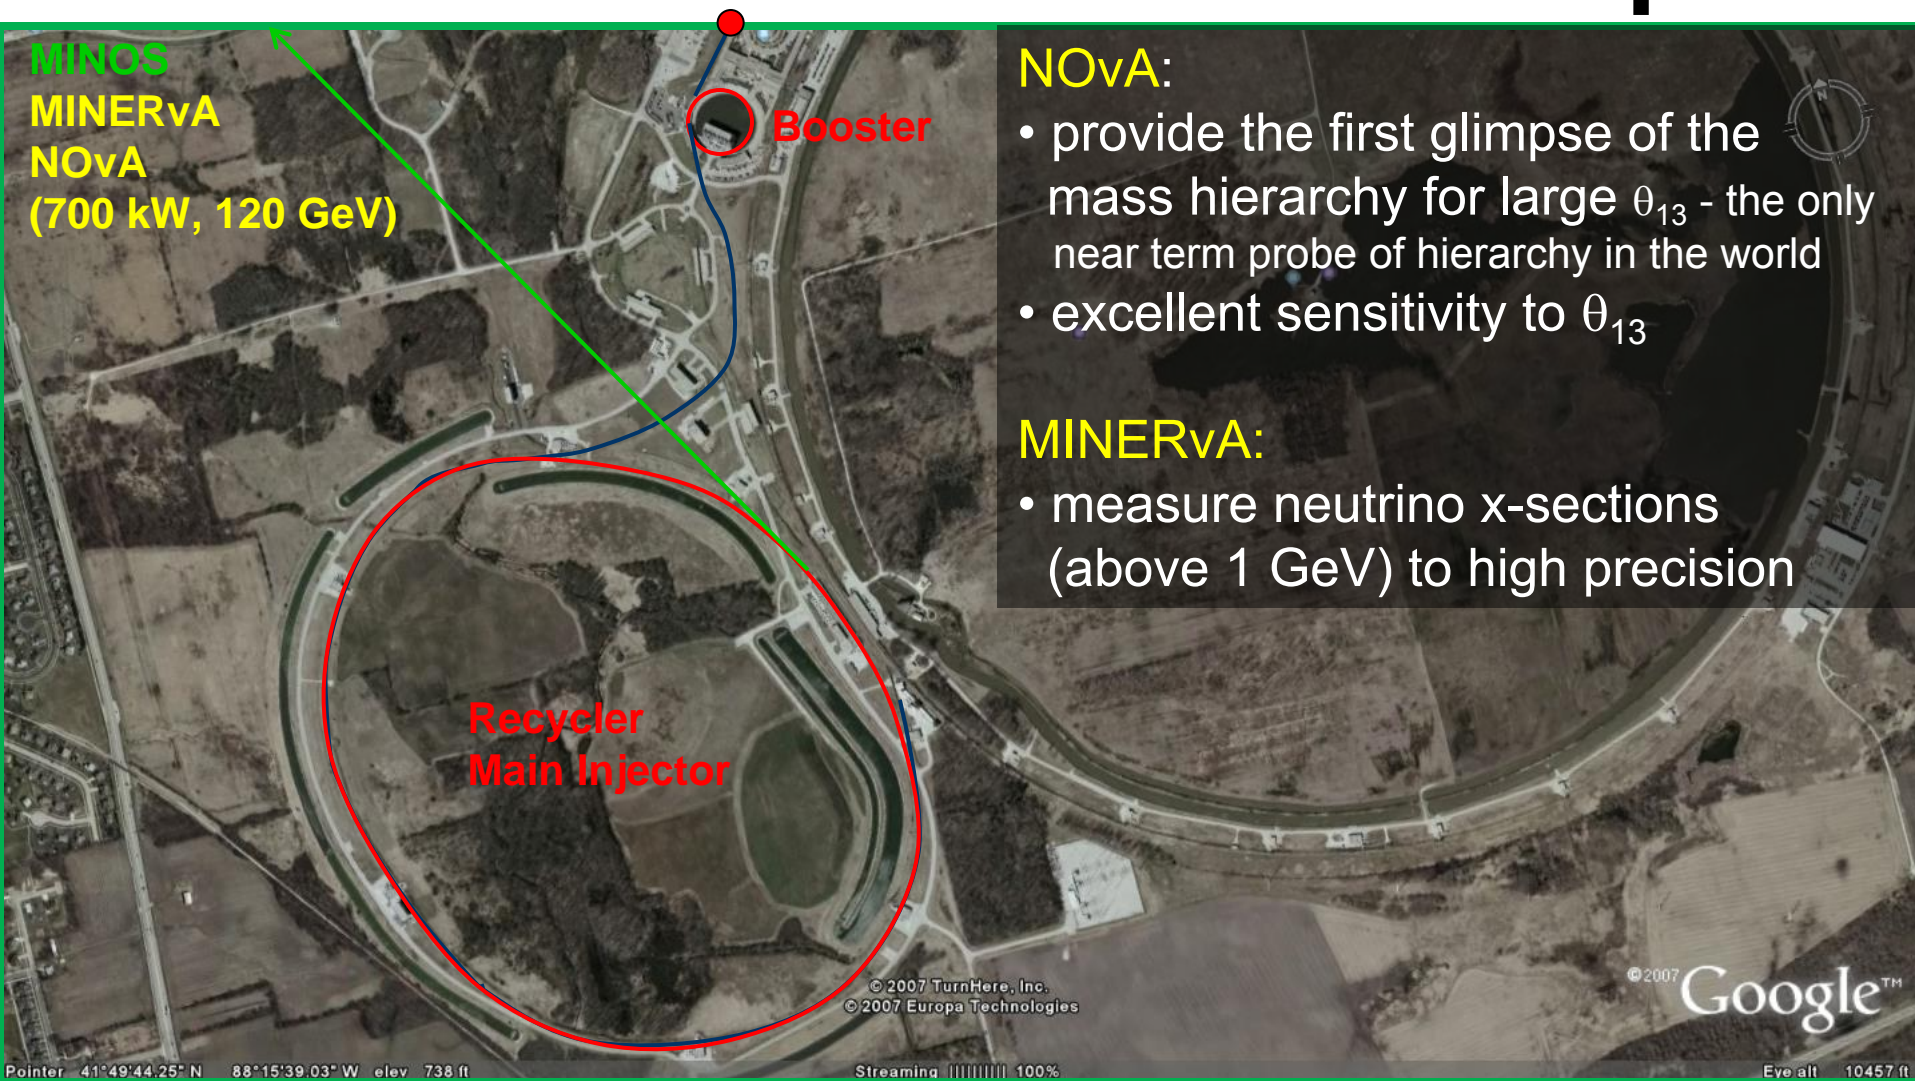 MINOS
MINERvA
NOvA
(700 kW, 120 GeV)
Booster
Recycler
Main Injector
NOvA:
• provide the first glimpse of the
mass hierarchy for large θ13 - the only
near term probe of hierarchy in the world
• excellent sensitivity to θ13
MINERvA:
• measure neutrino x-sections
(above 1 GeV) to high precision
N
© 2007 TurnHere, Inc.
© 2007 Europa Technologies
©2007 Google™
Pointer 41°49'44.25" N 88°15'39.03" W elev 738 ft
Streaming |||||||||| 100%
Eye alt 10457 ft